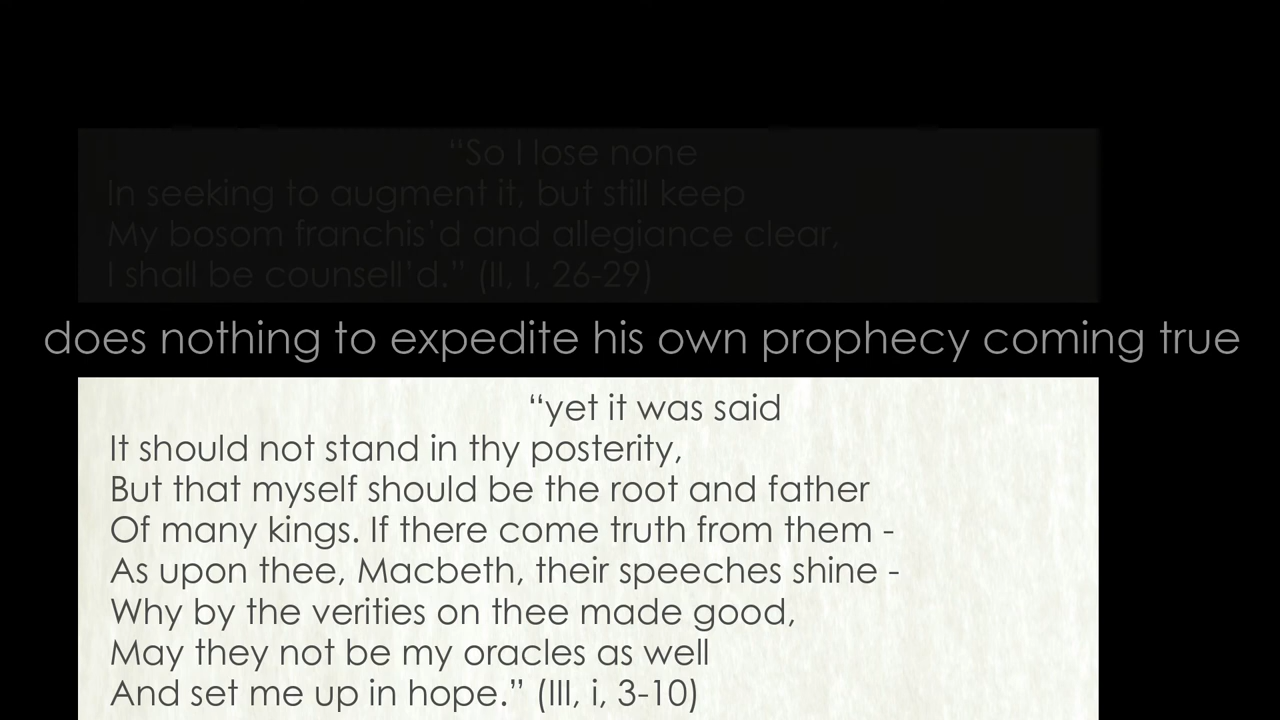 “So I lose none
In seeking to augment it, but still keep
My bosom franchis’d and allegiance clear,
I shall be counsell’d.” (II, I, 26-29)
does nothing to expedite his own prophecy coming true
“yet it was said
It should not stand in thy posterity,
But that myself should be the root and father
Of many kings. If there come truth from them -
As upon thee, Macbeth, their speeches shine -
Why by the verities on thee made good,
May they not be my oracles as well
And set me up in hope.” (III, i, 3-10)